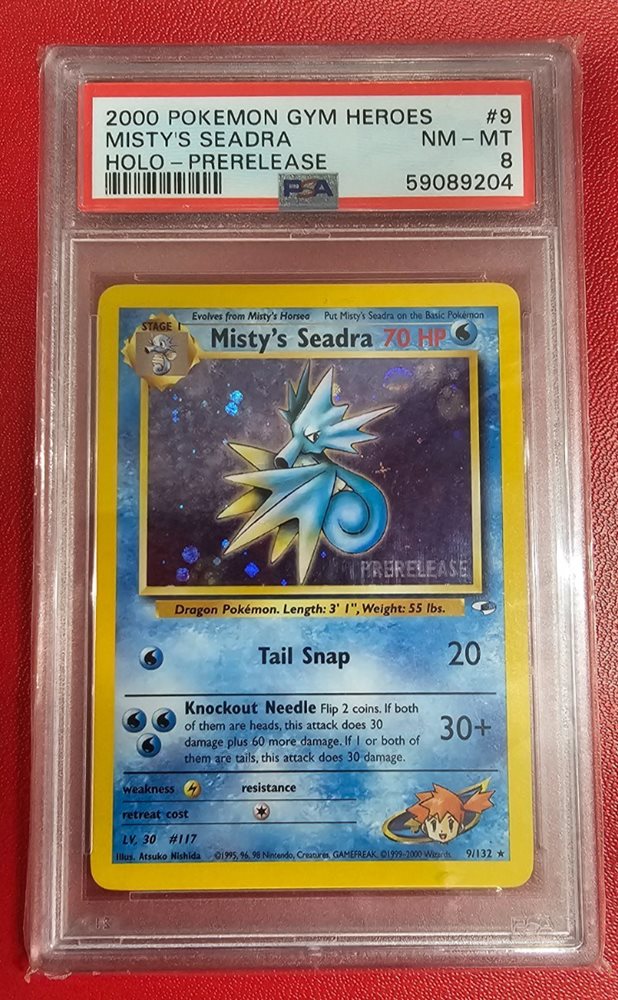 2000 POKEMON GYM HEROES #9
MISTY'S SEADRA NM - MT
HOLO - PRERELEASE 8
PSA 59089204
Evolves from Misty's Horsea Put Misty's Seadra on the Basic Pokémon
STAGE 1
Misty's Seadra 70 HP
PRERELEASE
Dragon Pokémon. Length: 3' 1", Weight: 55 lbs.
Tail Snap 20
Knockout Needle Flip 2 coins. If both
of them are heads, this attack does 30
damage plus 60 more damage. If 1 or both of
them are tails, this attack does 30 damage.
30+
weakness resistance
retreat cost
LV. 30 #117
Illus. Atsuko Nishida ©1995, 96, 98 Nintendo, Creatures, GAMEFREAK. ©1999-2000 Wizards. 9/132 ★
PSA